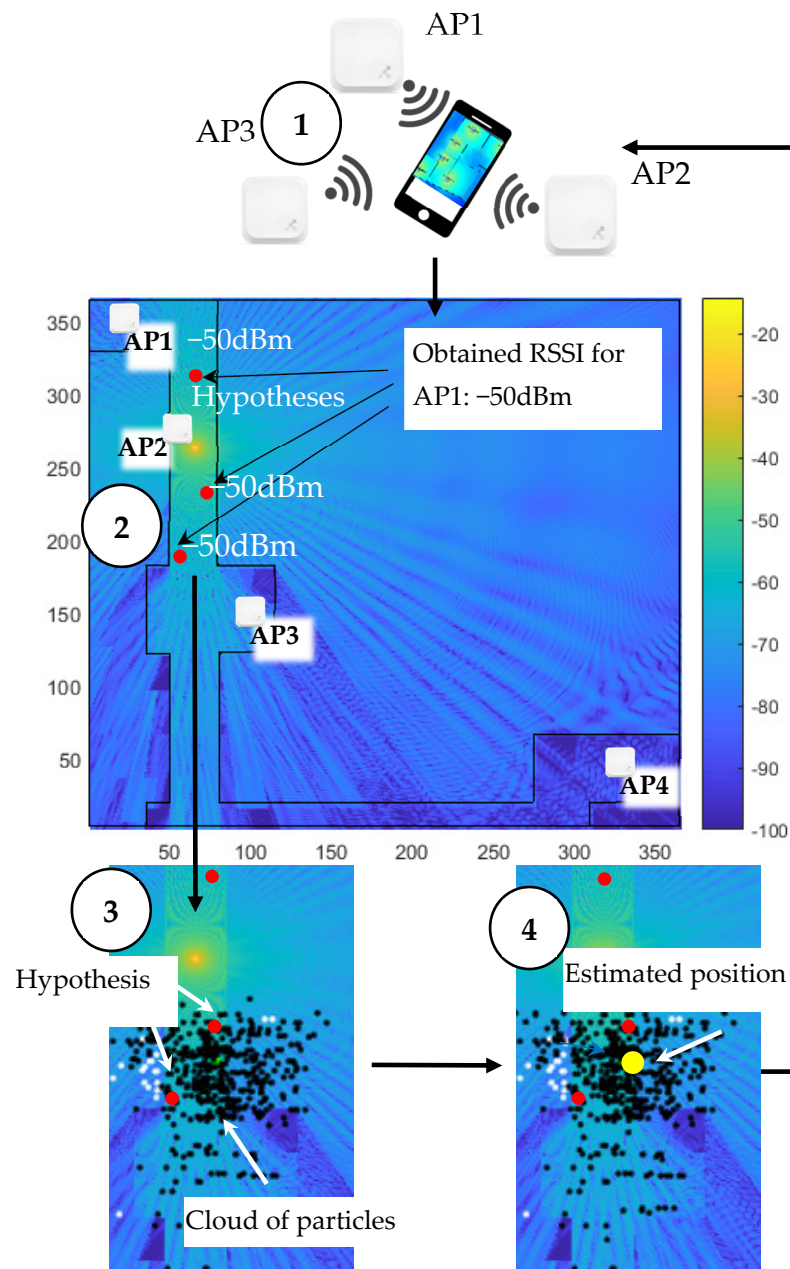 AP1
AP3
1
AP2
350
300
250
200
150
100
50
AP1
−50dBm
Hypotheses
AP2
−50dBm
2
−50dBm
AP3
AP4
Obtained RSSI for
AP1: −50dBm
-20
-30
-40
-50
-60
-70
-80
-90
-100
50
100
150
200
250
300
350
3
Hypothesis
Cloud of particles
4
Estimated position